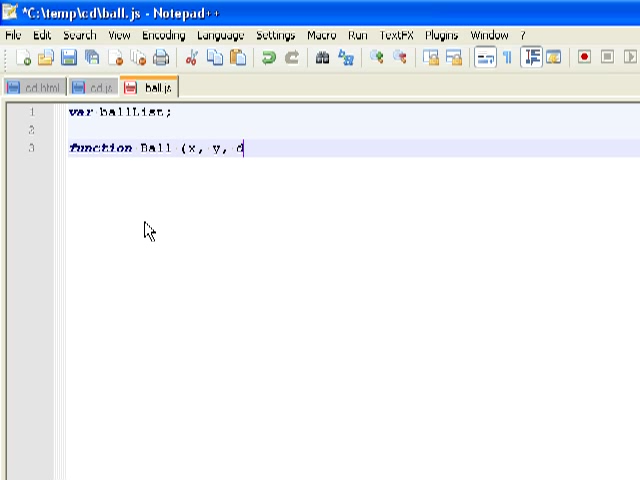 *C:\temp\cd\ball.js - Notepad++
File Edit Search View Encoding Language Settings Macro Run TextFX Plugins Window ?
cd.html cd.js ball.js
1 var ballList;
2
3 function Ball (x, y, d